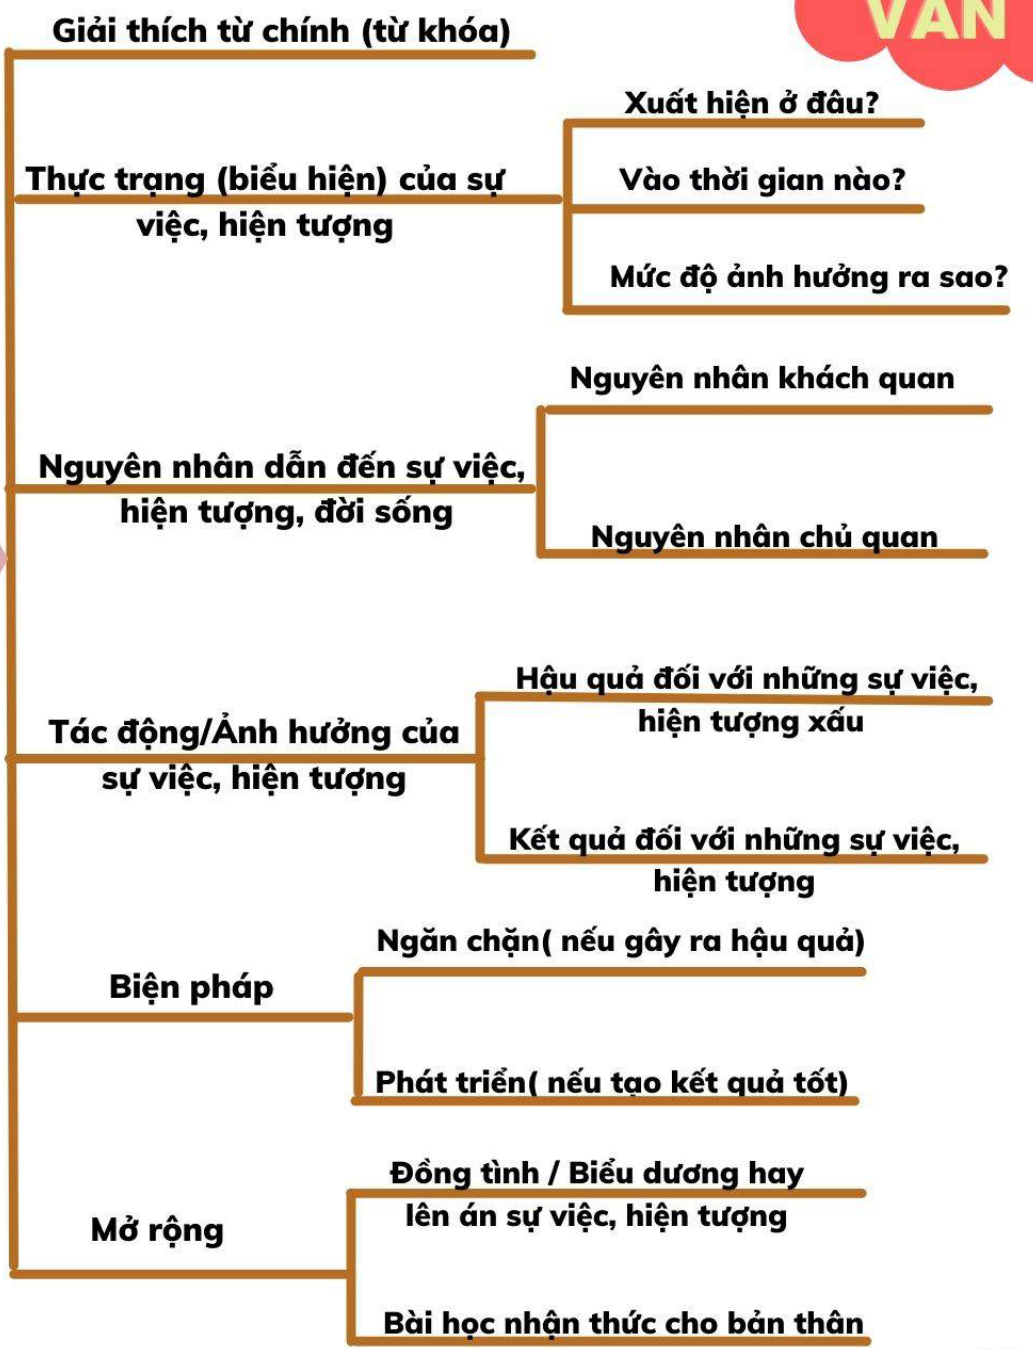 VĂN
Giải thích từ chính (từ khóa)
Xuất hiện ở đâu?
Thực trạng (biểu hiện) của sự
việc, hiện tượng
Vào thời gian nào?
Mức độ ảnh hưởng ra sao?
Nguyên nhân khách quan
Nguyên nhân dẫn đến sự việc,
hiện tượng, đời sống
Nguyên nhân chủ quan
Hậu quả đối với những sự việc,
hiện tượng xấu
Tác động/Ảnh hưởng của
sự việc, hiện tượng
Kết quả đối với những sự việc,
hiện tượng
Ngăn chặn( nếu gây ra hậu quả)
Biện pháp
Phát triển( nếu tạo kết quả tốt)
Đồng tình / Biểu dương hay
lên án sự việc, hiện tượng
Mở rộng
Bài học nhận thức cho bản thân